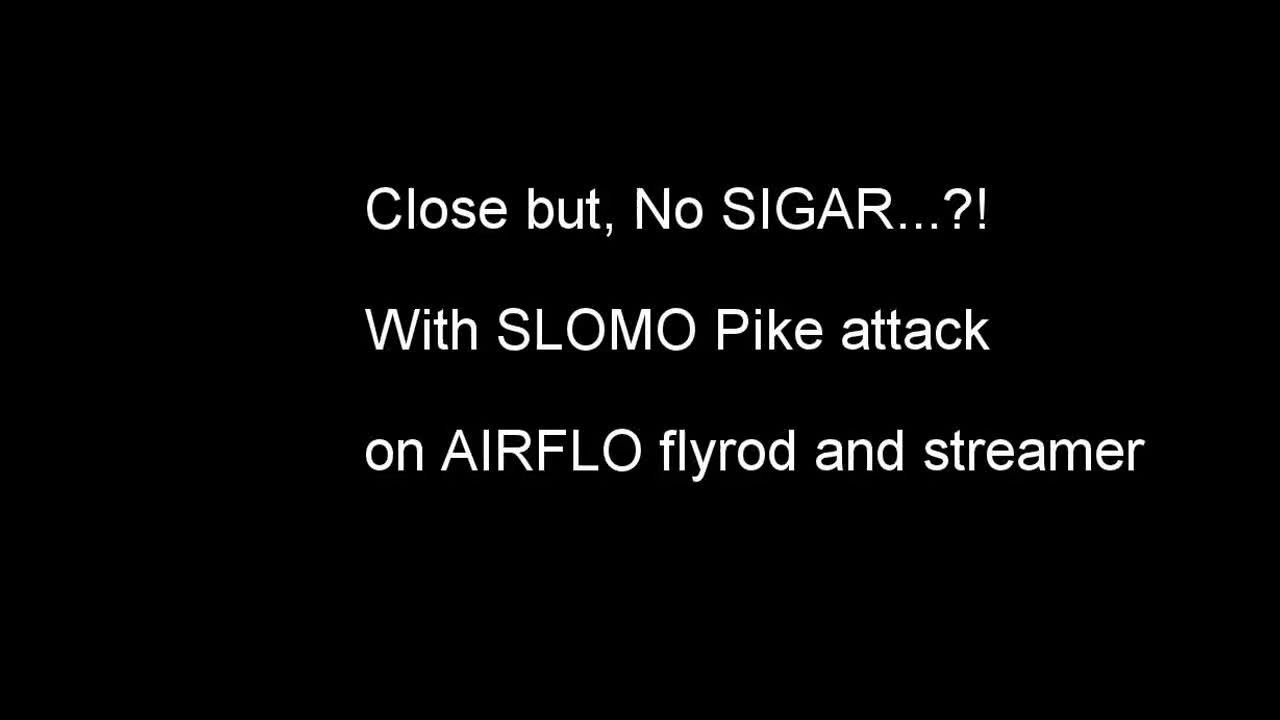 Close but, No SIGAR...?!
With SLOMO Pike attack
on AIRFLO flyrod and streamer